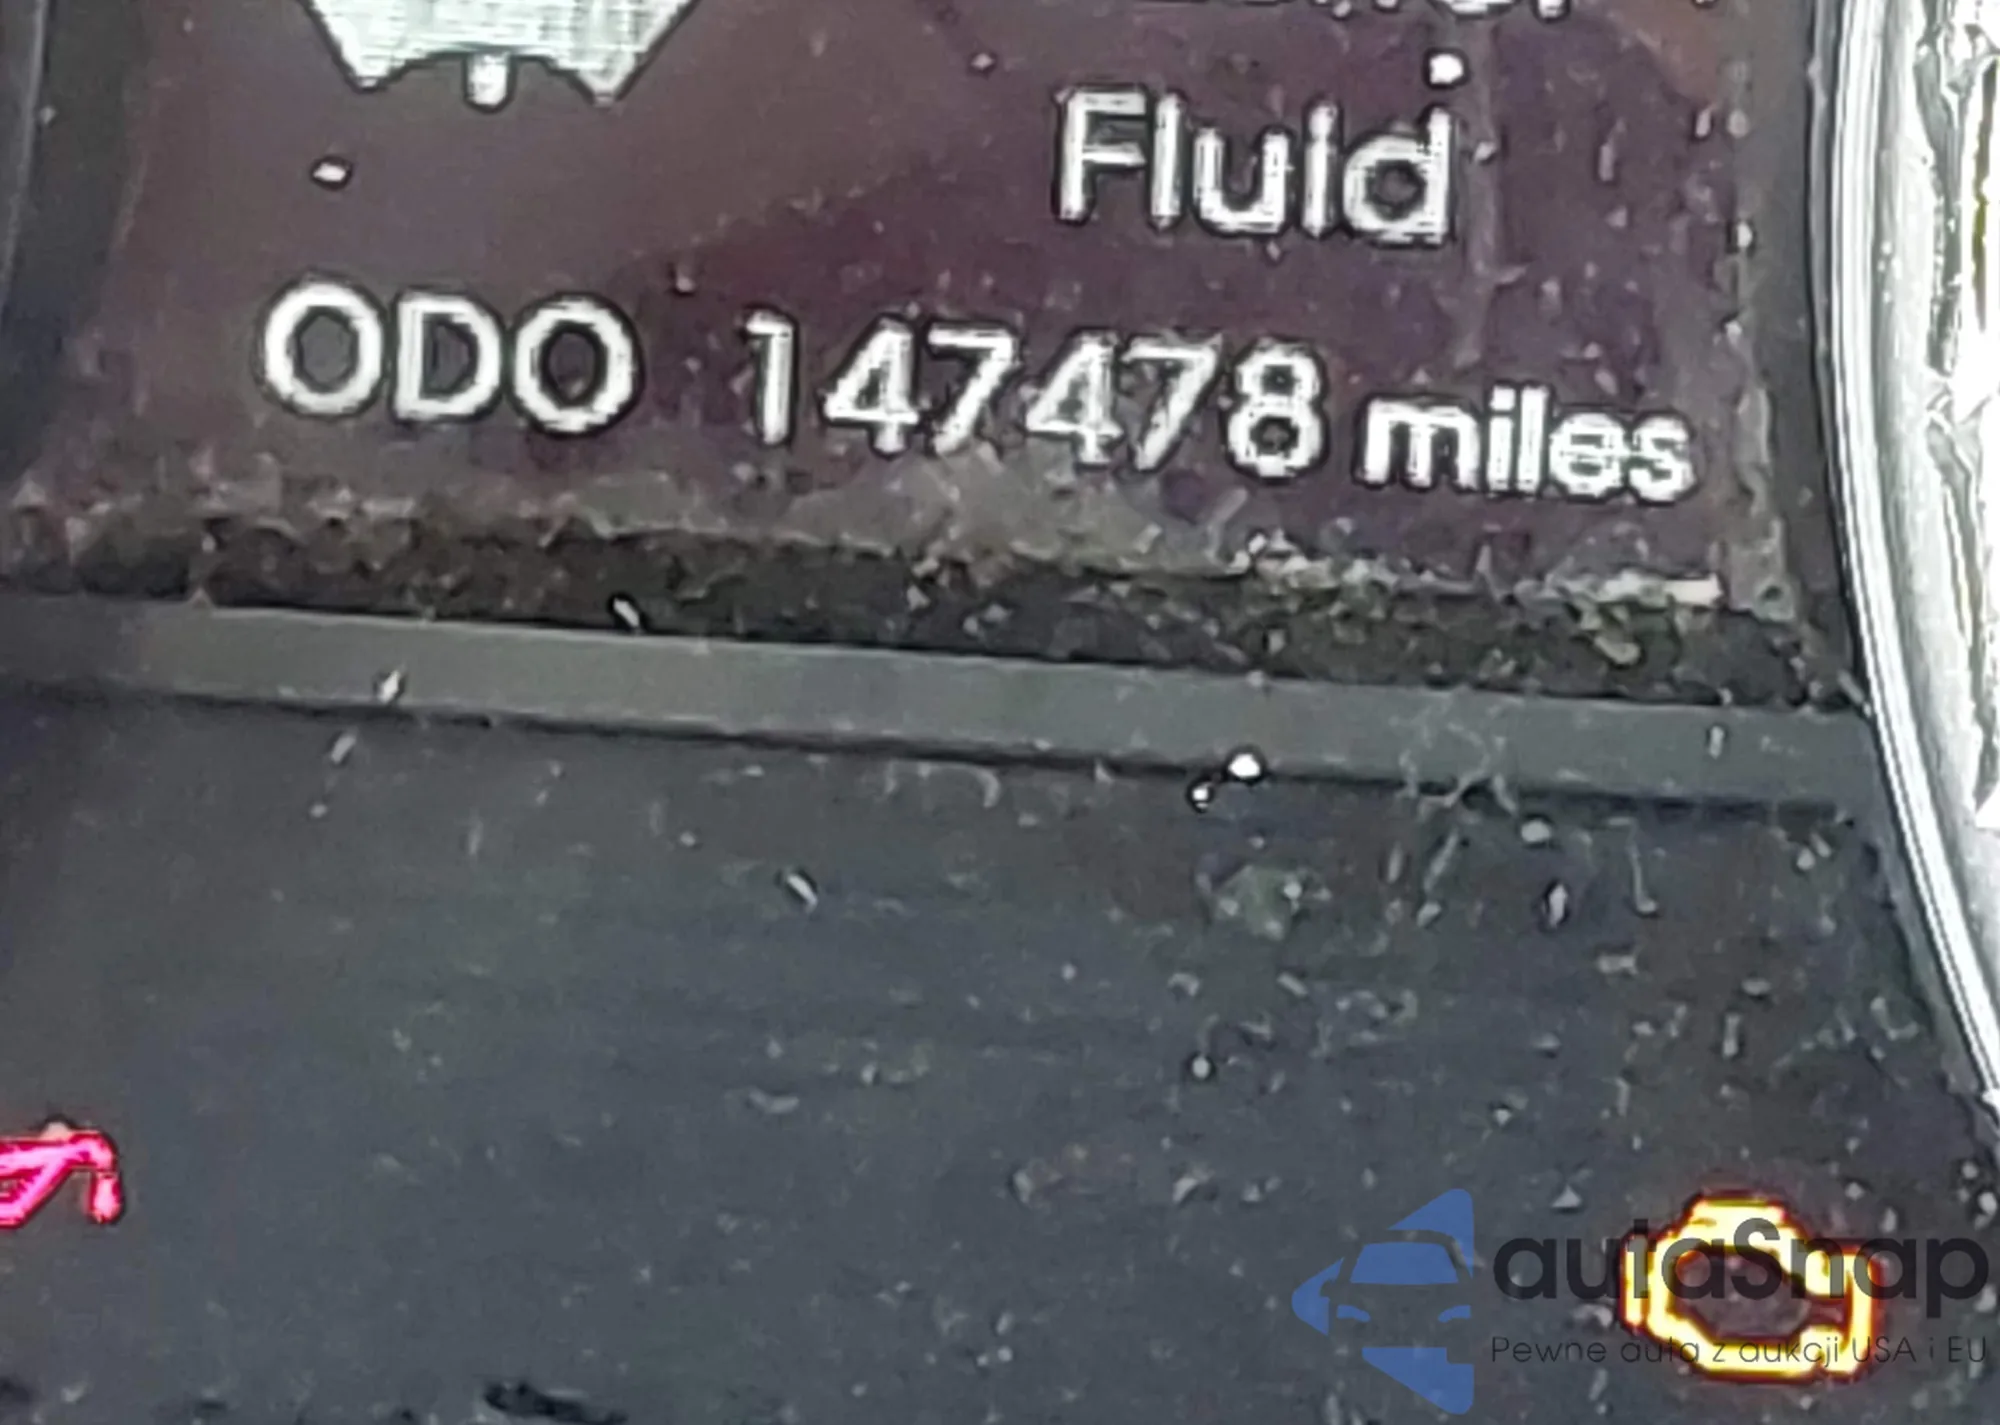 Fluid
ODO 147478 miles
autaSnap
Pewne auta z aukcji USA i EU